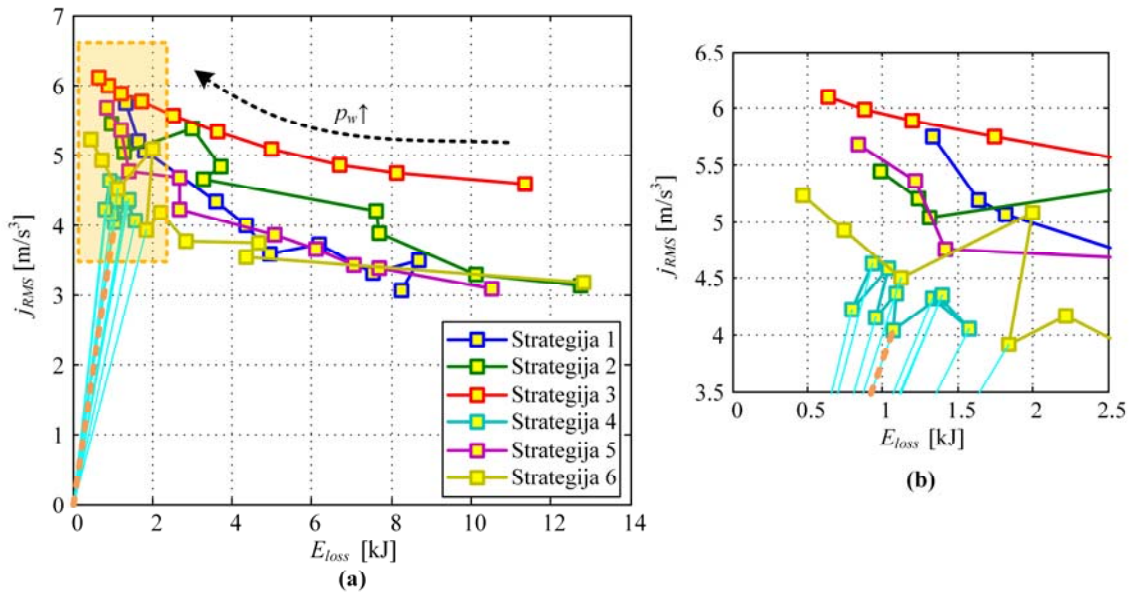 7
6
5
4
3
2
1
0
j_RMS [m/s³]
p_w↑
Strategija 1
Strategija 2
Strategija 3
Strategija 4
Strategija 5
Strategija 6
0 2 4 6 8 10 12 14
E_loss [kJ]
(a)
6.5
6
5.5
5
4.5
4
3.5
j_RMS [m/s³]
0 0.5 1 1.5 2 2.5
E_loss [kJ]
(b)